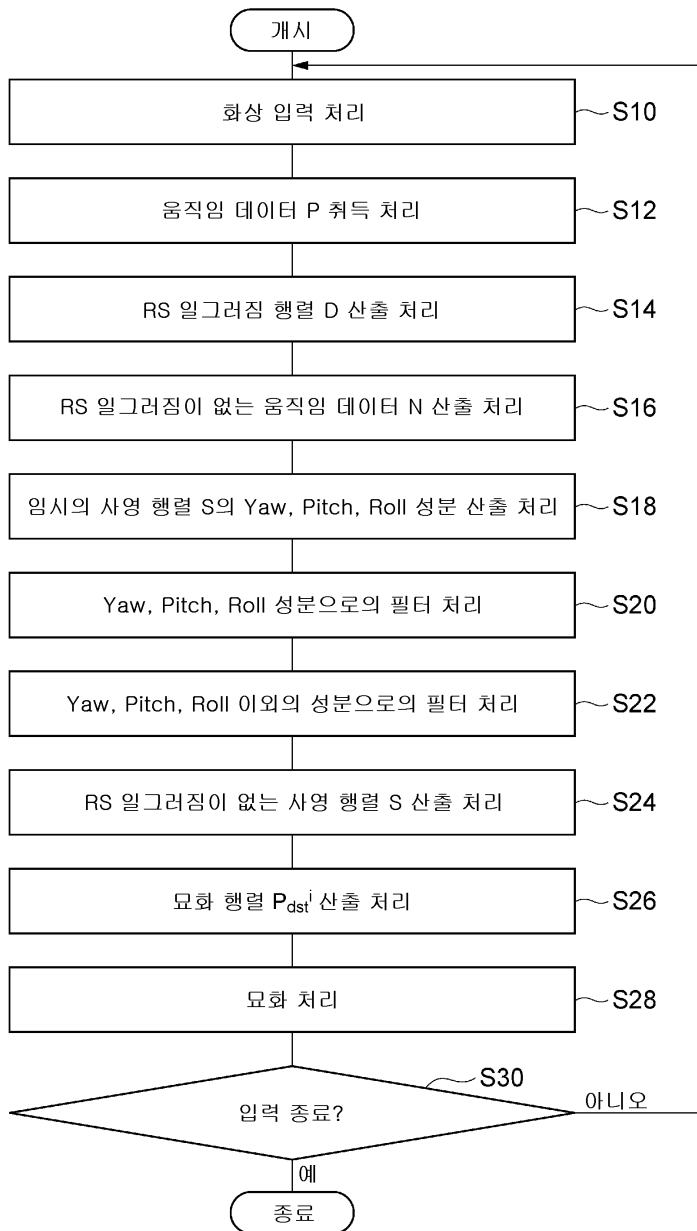 개시
화상 입력 처리
S10
움직임 데이터 P 취득 처리
S12
RS 일그러짐 행렬 D 산출 처리
S14
RS 일그러짐이 없는 움직임 데이터 N 산출 처리
S16
임시의 사영 행렬 S의 Yaw, Pitch, Roll 성분 산출 처리
S18
Yaw, Pitch, Roll 성분으로의 필터 처리
S20
Yaw, Pitch, Roll 이외의 성분으로의 필터 처리
S22
RS 일그러짐이 없는 사영 행렬 S 산출 처리
S24
묘화 행렬 P_dst^i 산출 처리
S26
묘화 처리
S28
S30
입력 종료?
아니오
예
종료